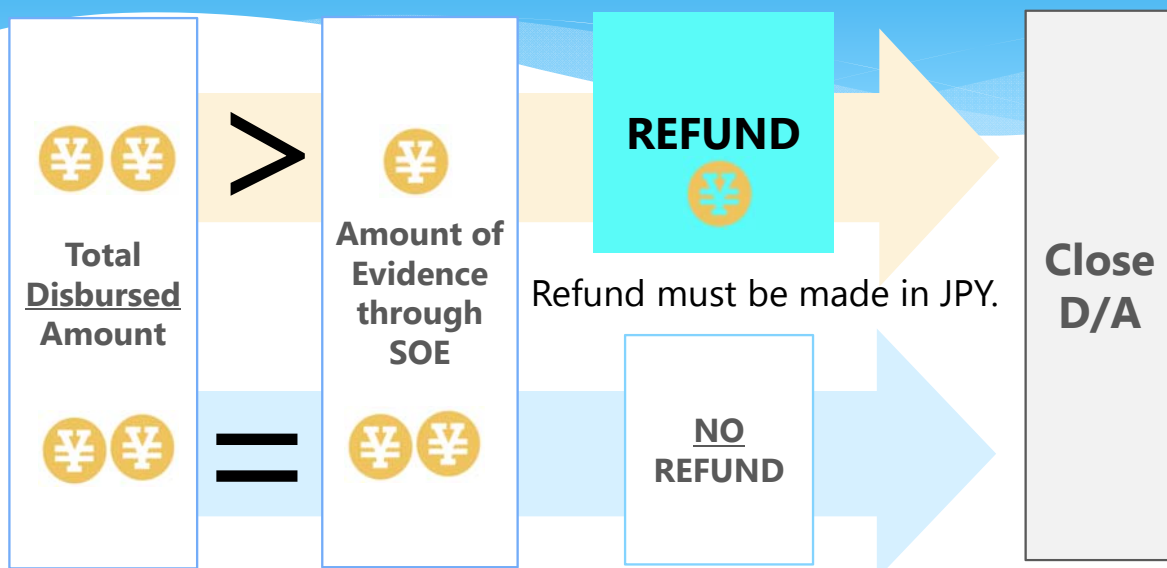 Total
Disbursed
Amount
>
=
¥
Amount of
Evidence
through
SOE
REFUND
¥
Refund must be made in JPY.
NO
REFUND
Close
D/A
¥ ¥
¥ ¥
¥ ¥